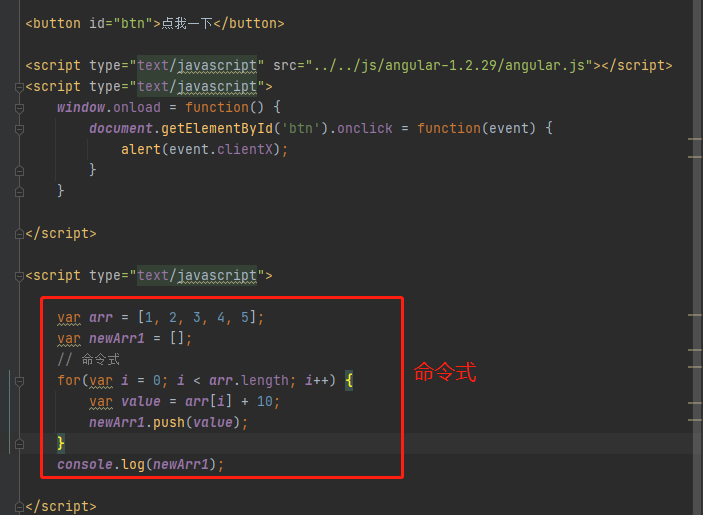 <button id="btn">点我一下</button>
<script type="text/javascript" src="../../js/angular-1.2.29/angular.js"></script>
<script type="text/javascript">
window.onload = function() {
document.getElementById('btn').onclick = function(event) {
alert(event.clientX);
}
}
</script>
<script type="text/javascript">
var arr = [1, 2, 3, 4, 5];
var newArr1 = [];
// 命令式
for(var i = 0; i < arr.length; i++) {
命令式
var value = arr[i] + 10;
newArr1.push(value);
}
console.log(newArr1);
</script>